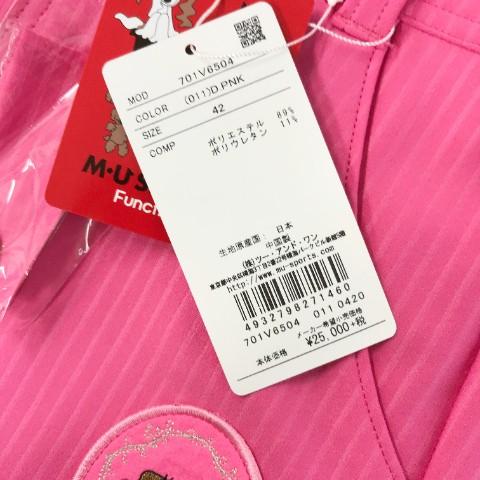 MOD 701V6504
COLOR (011)D.PNK
SIZE 42
COMP ポリエステル 89%
ポリウレタン 11%
生地原産国： 日本
中国製
(株)ツー・アンド・ワン
http://www.mu-sports.com
4932798271460
701V6504 011 0420
メーカー希望小売価格
本体価格 ¥25,000+税
M·U·S
Funct